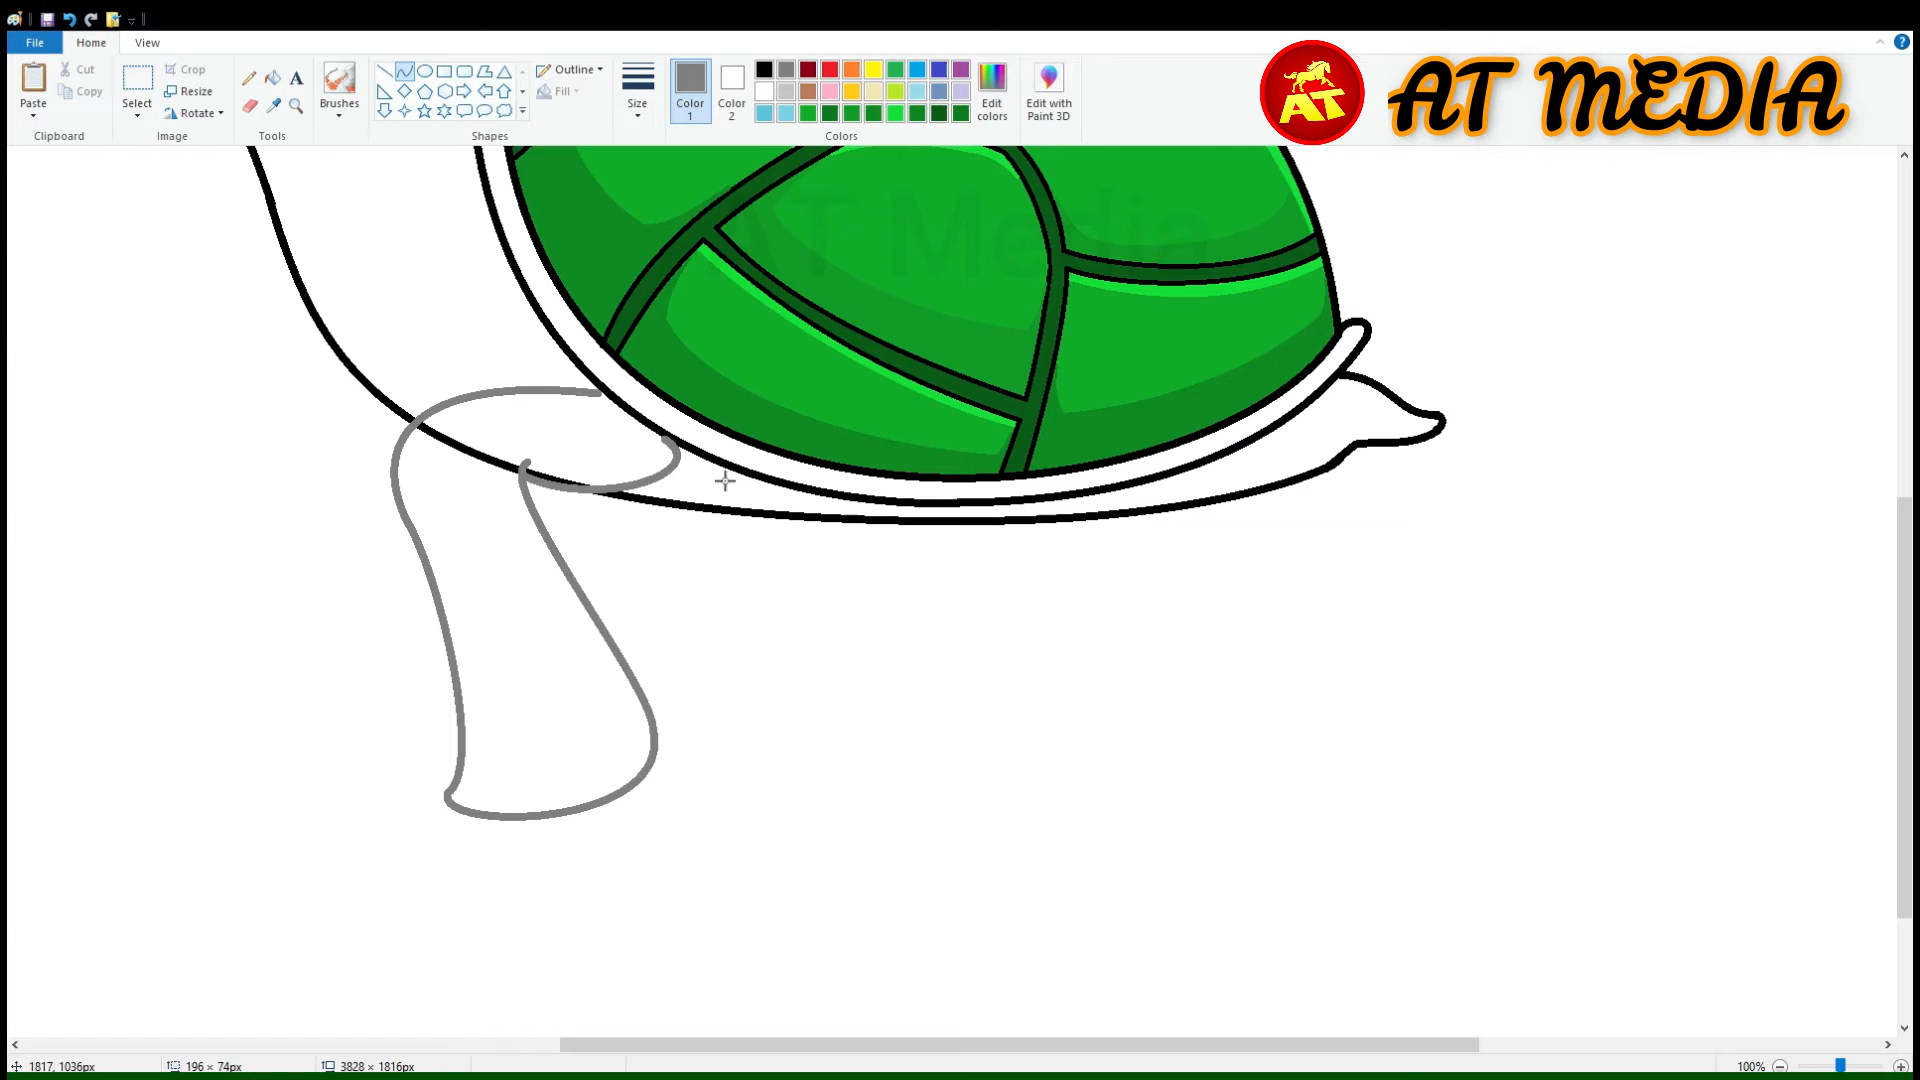 File
Home
View
Paste
Cut
Copy
Clipboard
Select
Crop
Resize
Rotate
Image
Tools
Brushes
Shapes
Outline
Fill
Size
Color
1
Color
2
Colors
Edit
colors
Edit with
Paint 3D
AT
AT MEDIA
AT Media
1817, 1036px
196 × 74px
3828 × 1816px
100%